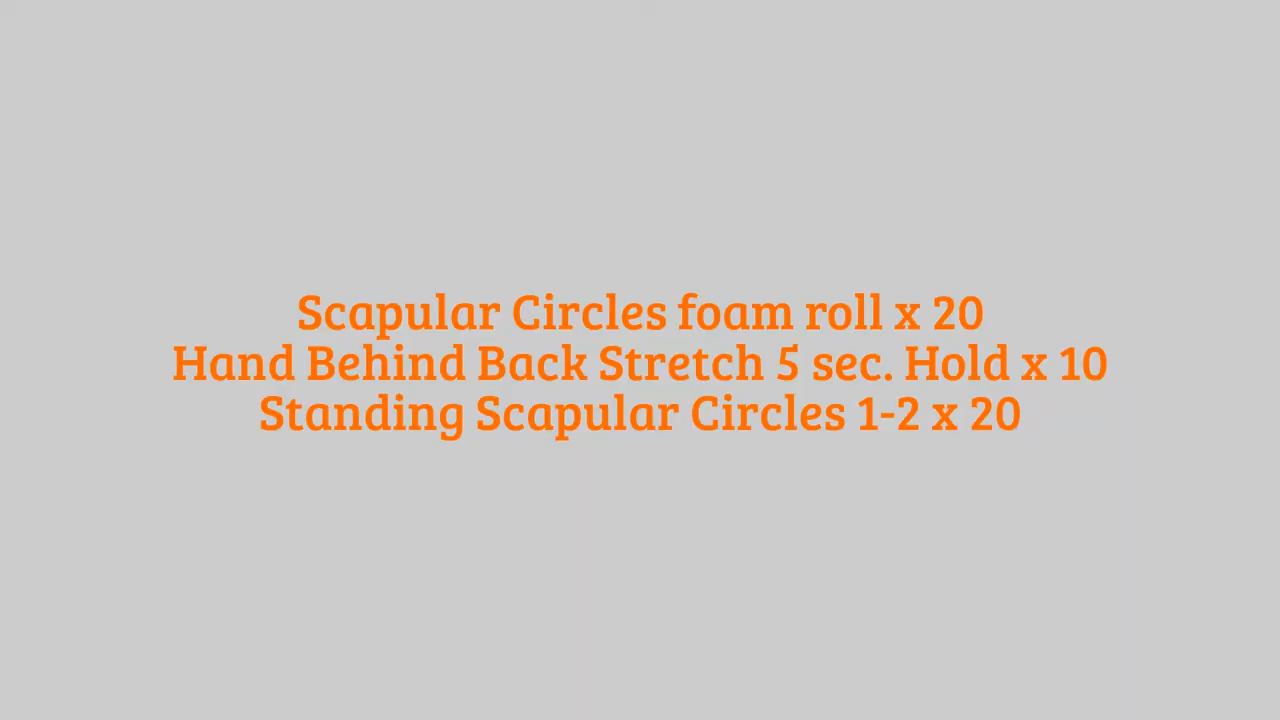 Scapular Circles foam roll x 20
Hand Behind Back Stretch 5 sec. Hold x 10
Standing Scapular Circles 1-2 x 20